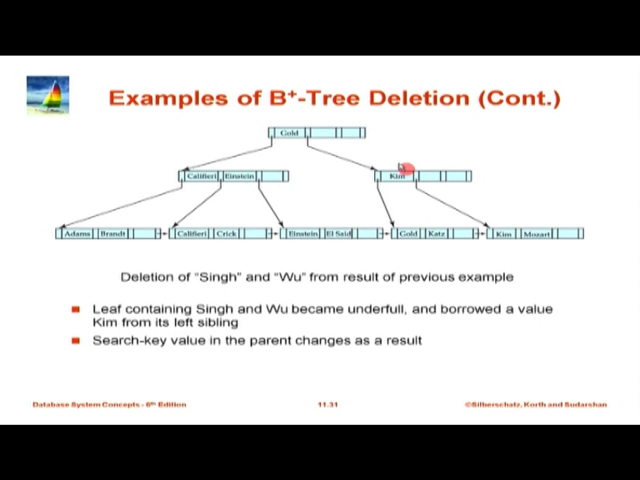 Examples of B+-Tree Deletion (Cont.)
Gold
Califieri Einstein
Kim
Adams Brandt
Califieri Crick
Einstein El Said
Gold Katz
Kim Mozart
Deletion of “Singh” and “Wu” from result of previous example
Leaf containing Singh and Wu became underfull, and borrowed a value
Kim from its left sibling
Search-key value in the parent changes as a result
Database System Concepts - 6th Edition
11.31
©Silberschatz, Korth and Sudarshan